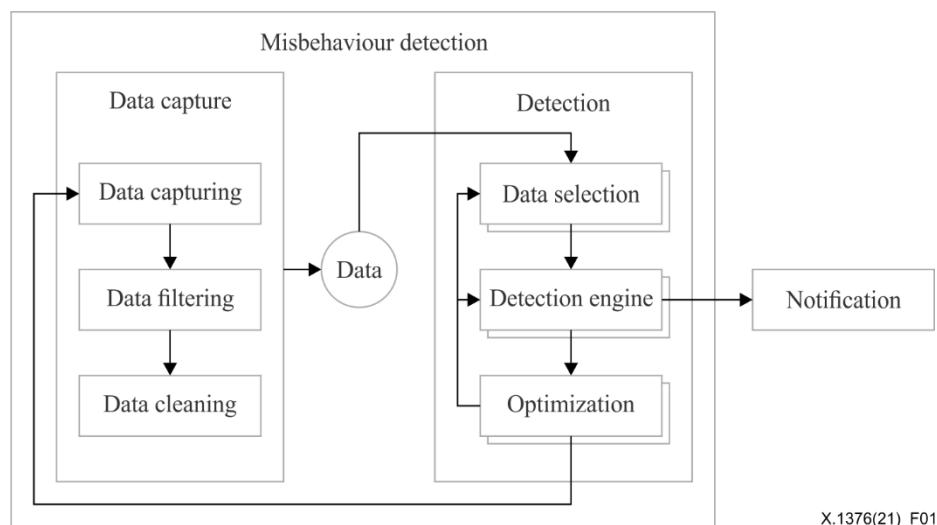 Misbehaviour detection
Data capture
Data capturing
Data filtering
Data cleaning
Data
Detection
Data selection
Detection engine
Optimization
Notification
X.1376(21)_F01